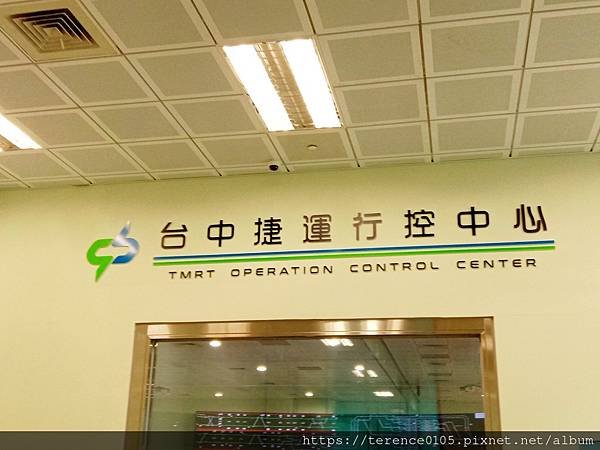 台中捷運行控中心
TMRT OPERATION CONTROL CENTER
https://terence0105.pixnet.net/album